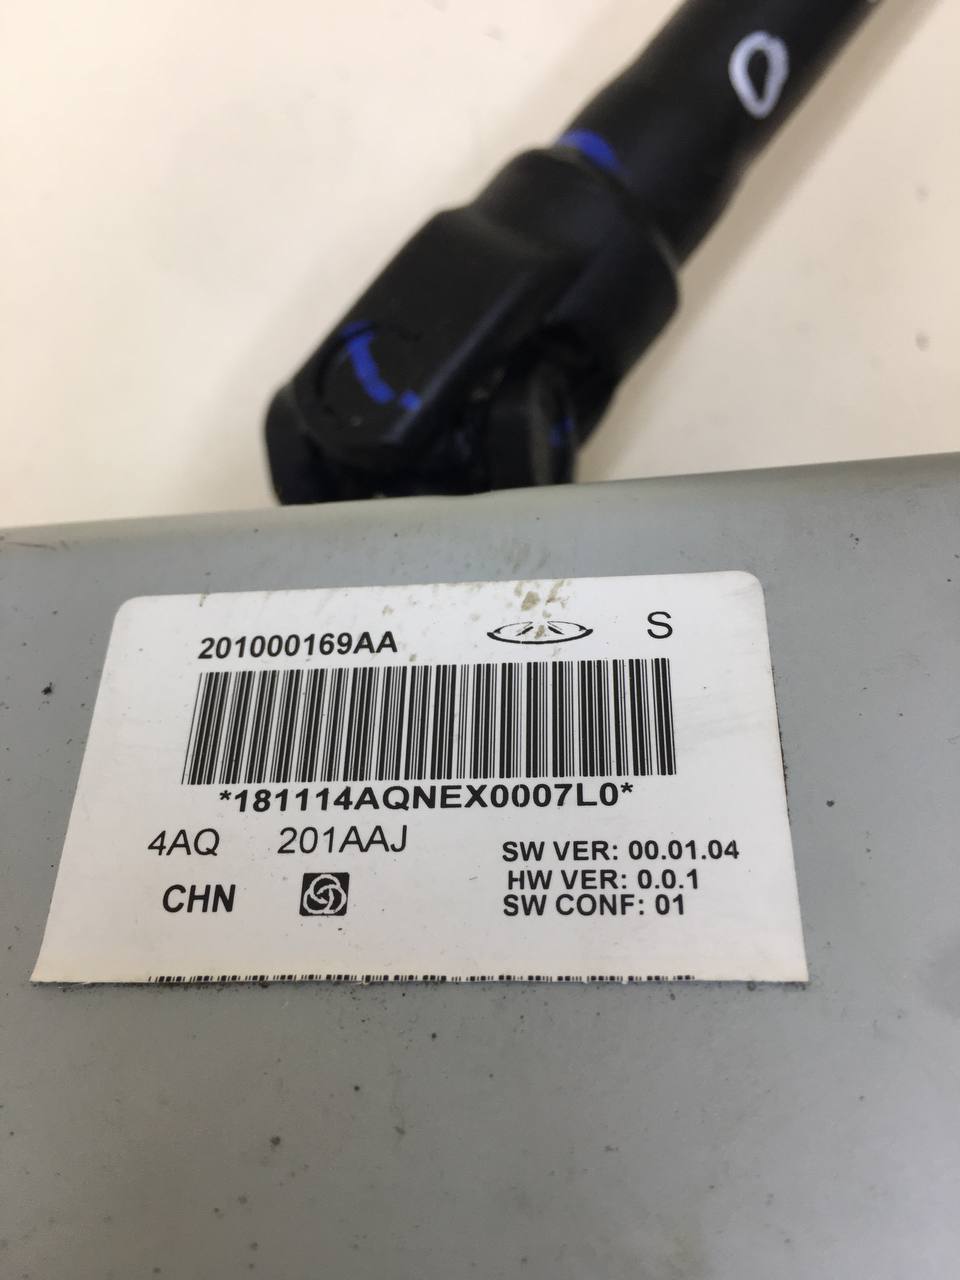 201000169AA
S
*181114AQNEX0007L0*
4AQ 201AAJ
SW VER: 00.01.04
CHN
HW VER: 0.0.1
SW CONF: 01